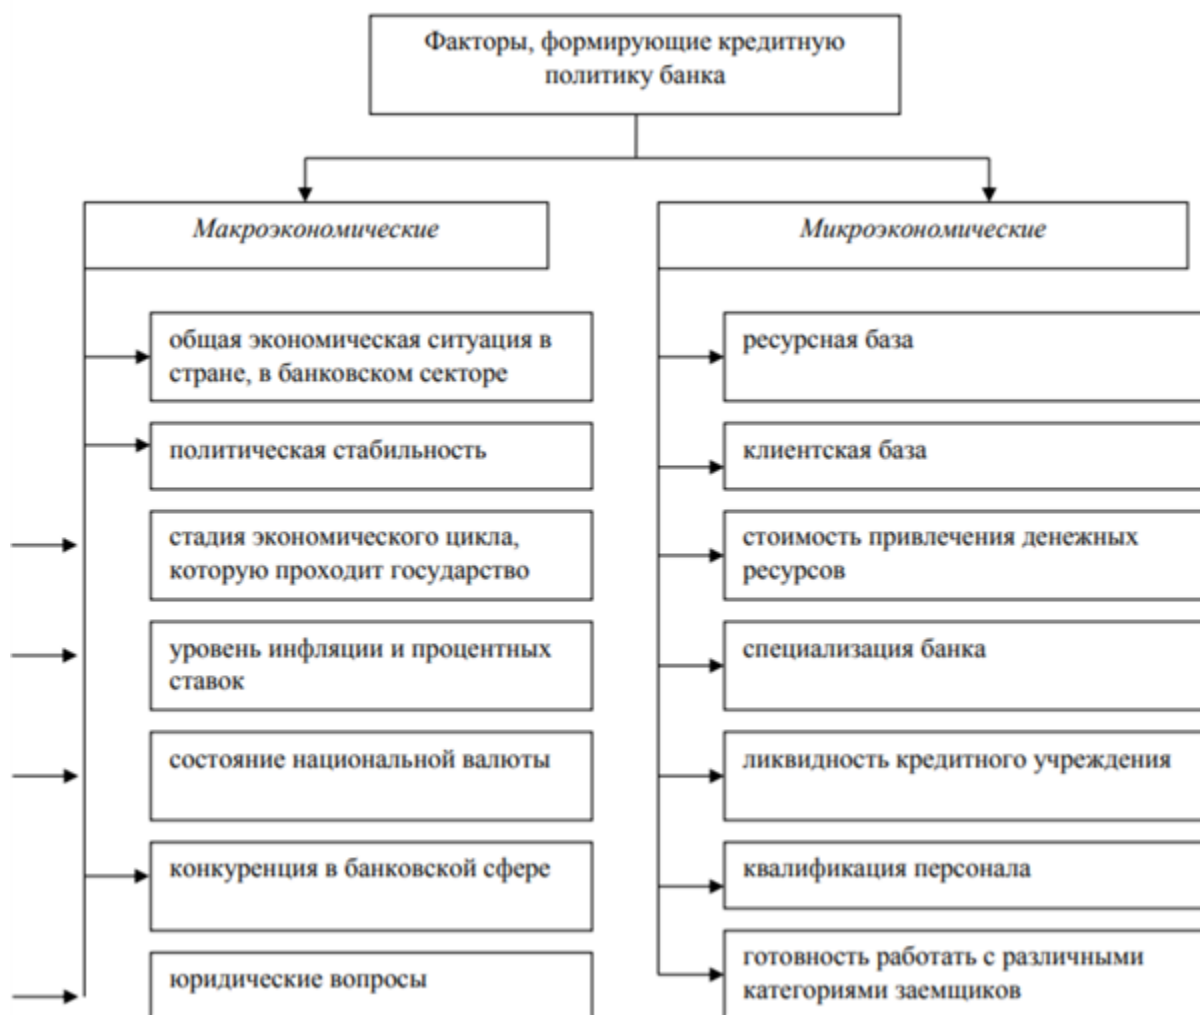 Факторы, формирующие кредитную
политику банка
Макроэкономические
общая экономическая ситуация в
стране, в банковском секторе
политическая стабильность
стадия экономического цикла,
которую проходит государство
уровень инфляции и процентных
ставок
состояние национальной валюты
конкуренция в банковской сфере
юридические вопросы
Микроэкономические
ресурсная база
клиентская база
стоимость привлечения денежных
ресурсов
специализация банка
ликвидность кредитного учреждения
квалификация персонала
готовность работать с различными
категориями заемщиков